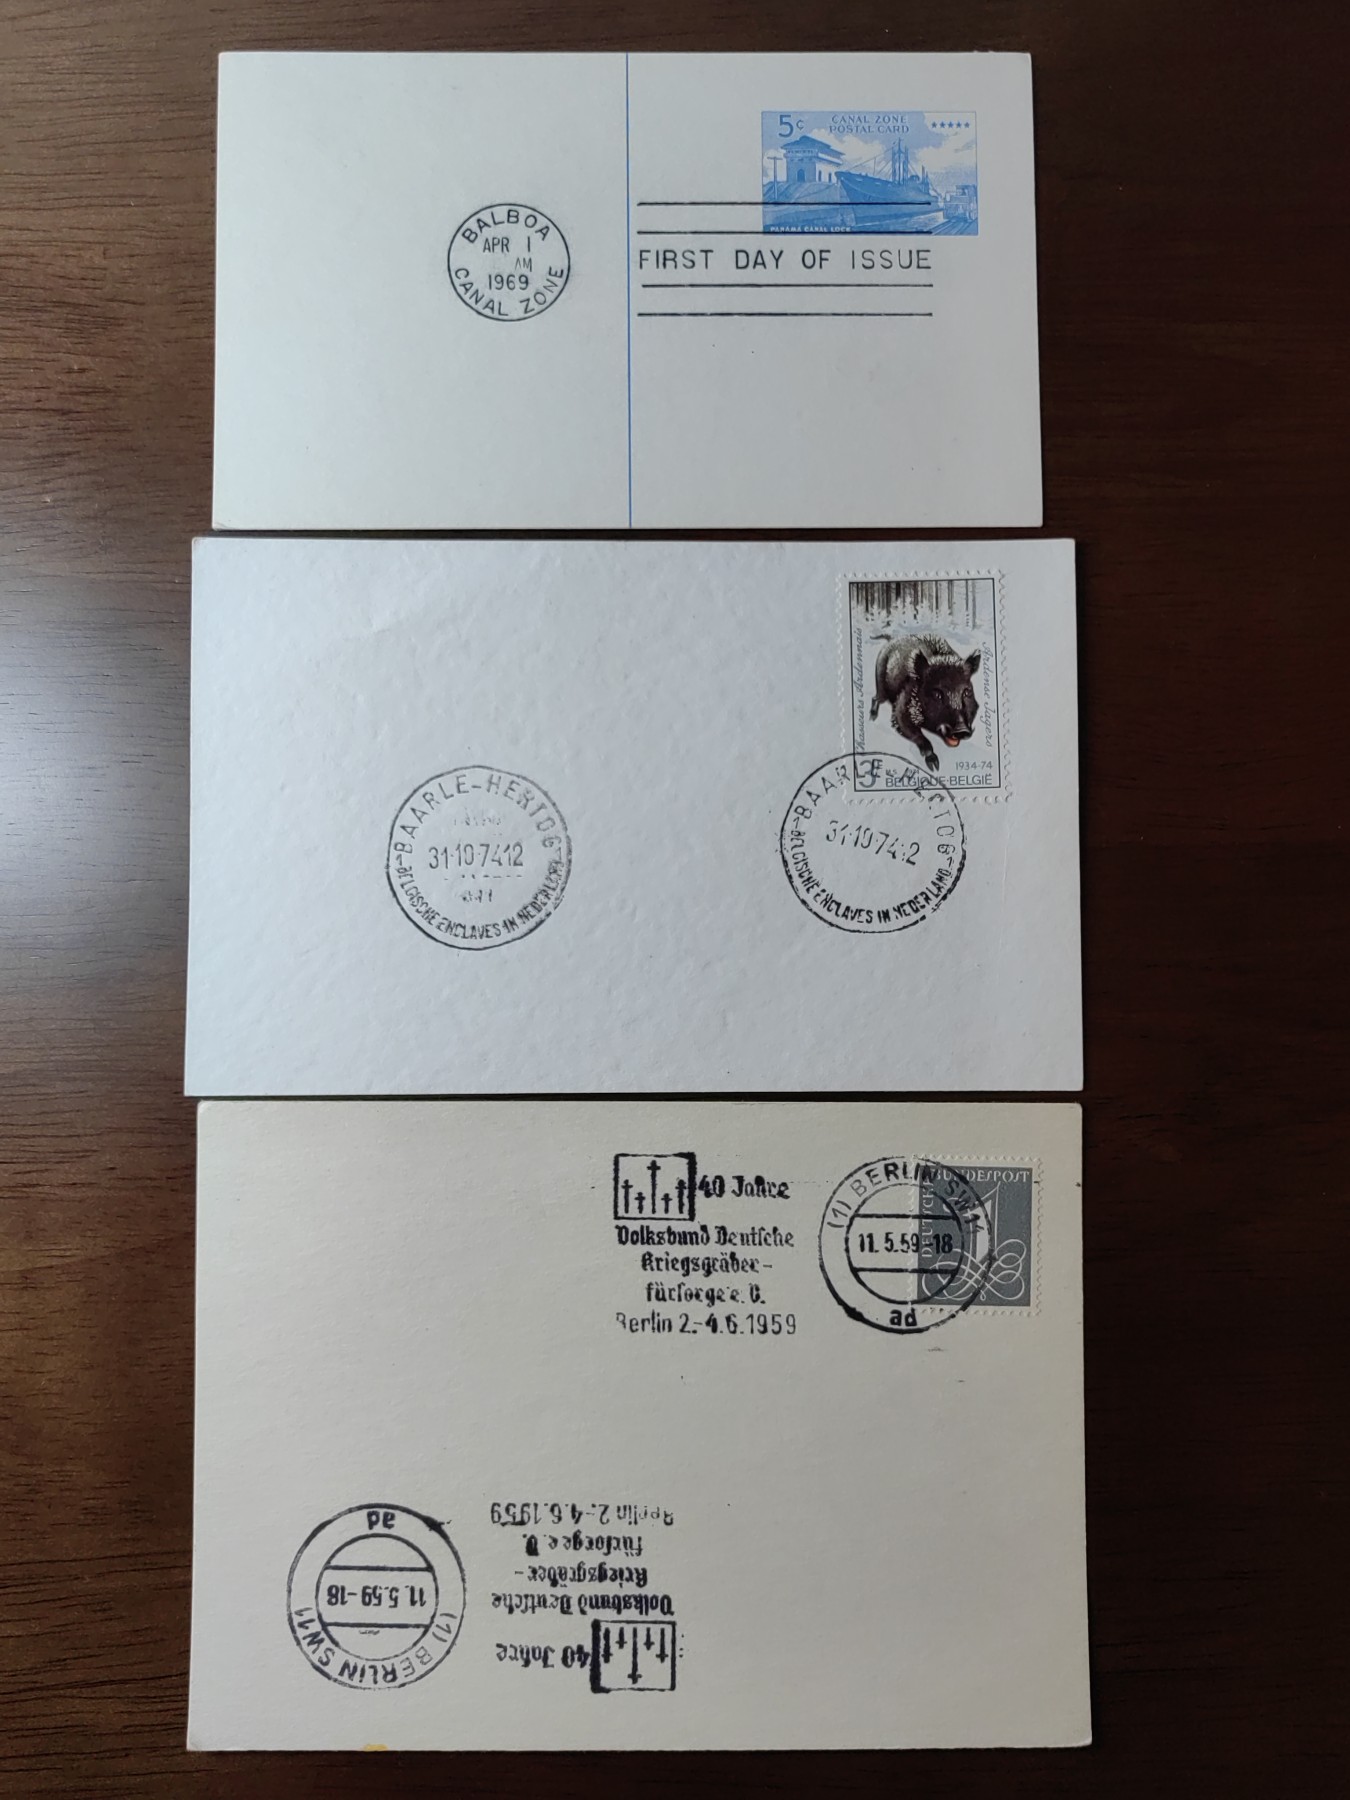 5c CANAL ZONE
POSTAL CARD
PANAMA CANAL LOCK
BALBOA
APR 1
AM
1969
CANAL ZONE
FIRST DAY OF ISSUE
Chasseurs Ardennais
Ardense Jagers
1934-74
3F BELGIQUE-BELGIË
BAARLE-HERTOG
31-10-74 12
BELGISCHE ENCLAVES IN NEDERLAND
BAARLE-HERTOG
31-10-74 12
BELGISCHE ENCLAVES IN NEDERLAND
40 Jahre
Volksbund Deutsche
Kriegsgräber-
fürsorge e. V.
Berlin 2.-4.6.1959
(1) BERLIN SW11
11.5.59-18
ad
DEUTSCHE
BUNDESPOST
1
(1) BERLIN SW11
11.5.59-18
ad
40 Jahre
Volksbund Deutsche
Kriegsgräber-
fürsorge e. V.
Berlin 2.-4.6.1959